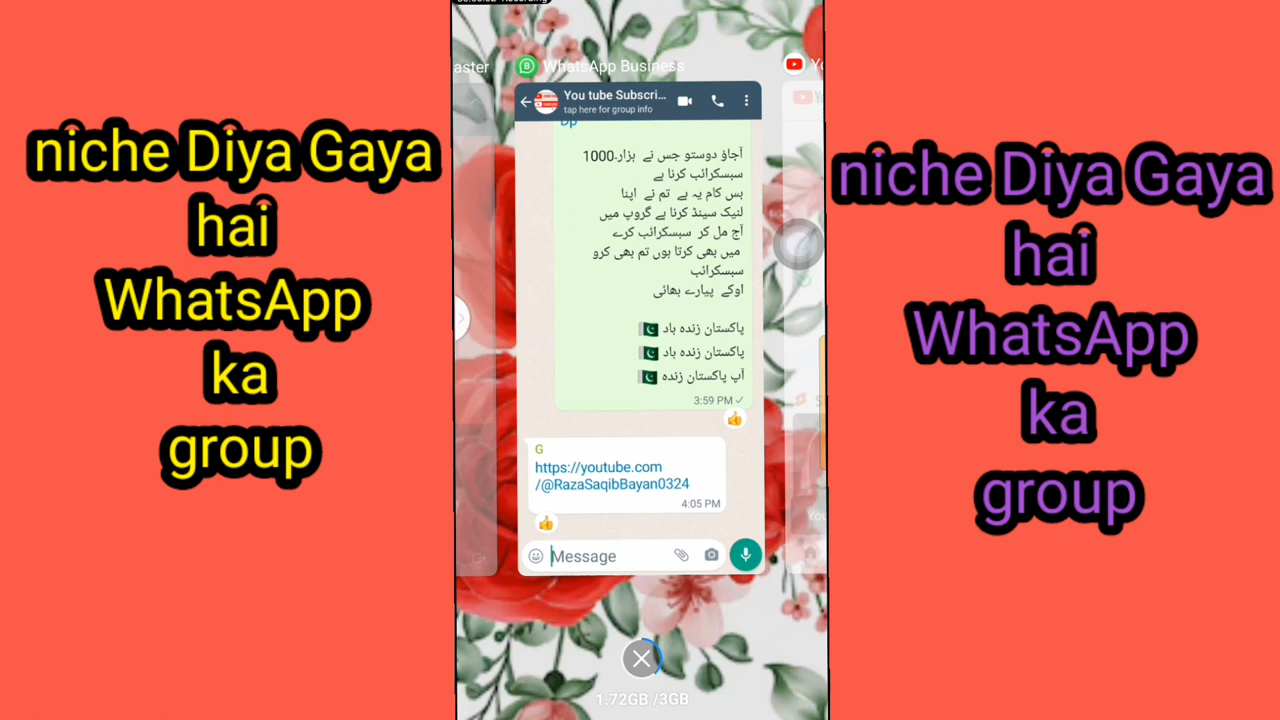 niche Diya Gaya
hai
WhatsApp
ka
group
aster
WhatsApp Business
You tube Subscri...
tap here for group info
Dp
آجاؤ دوستو جس نے ہزار.1000
سبسکرائب کرنا ہے
بس کام یہ ہے تم نے اپنا
لنیک سینڈ کرنا ہے گروپ میں
آج مل کر سبسکرائب کرے
میں بھی کرتا ہوں تم بھی کرو
سبسکرائب
اوکے پیارے بھائی
پاکستان زندہ باد 🇵🇰
پاکستان زندہ باد 🇵🇰
آپ پاکستان زندہ 🇵🇰
3:59 PM
G
https://youtube.com
/@RazaSaqibBayan0324
4:05 PM
Message
1.72GB /3GB
niche Diya Gaya
hai
WhatsApp
ka
group